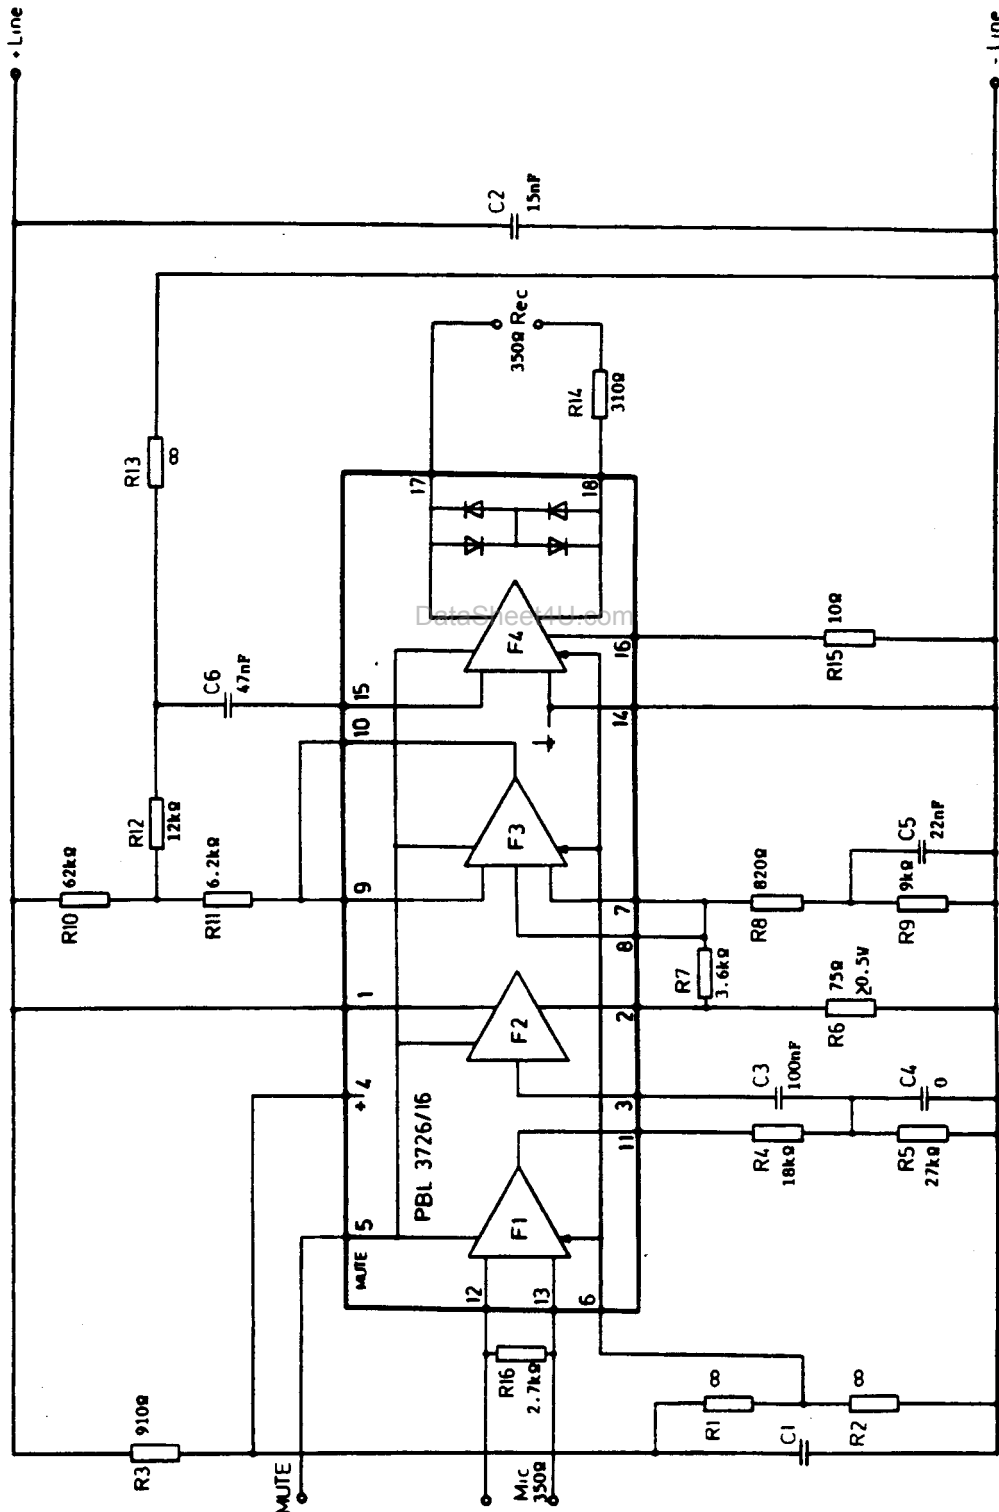 + Line
- Line
C2
15nF
R13
∞
350Ω Rec
R14
310Ω
17
18
DataSheet4U.com
F4
16
10Ω
R15
C6
47nF
15
10
14
R12
12kΩ
62kΩ
R10
6.2kΩ
R11
9
F3
7
8
820Ω
R8
9kΩ
R9
C5
22nF
R7
3.6kΩ
1
F2
2
75Ω
≥0.5W
R6
+
4
3
11
C3
100nF
R4
18kΩ
C4
0
R5
27kΩ
PBL 3726/16
5
MUTE
F1
12
13
6
R16
2.7kΩ
910Ω
R3
MUTE
Mic
350Ω
R1
∞
R2
∞
C1